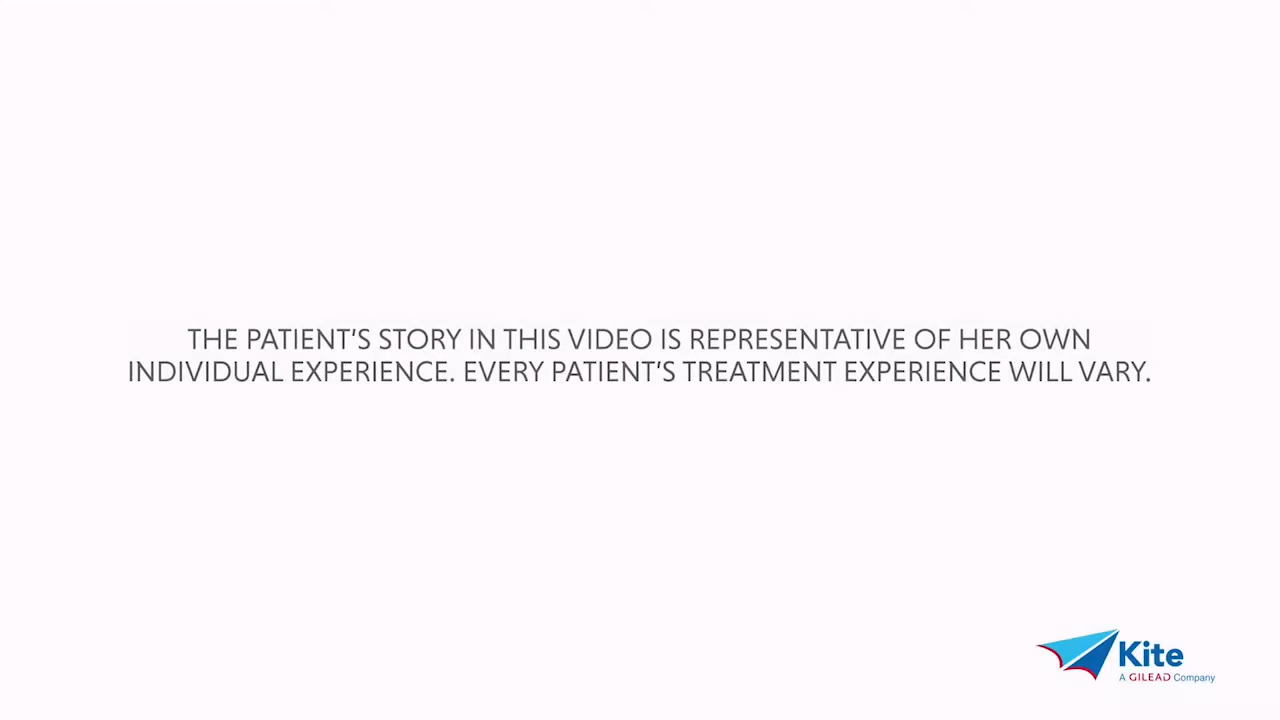 THE PATIENT’S STORY IN THIS VIDEO IS REPRESENTATIVE OF HER OWN
INDIVIDUAL EXPERIENCE. EVERY PATIENT’S TREATMENT EXPERIENCE WILL VARY.
Kite
A GILEAD Company